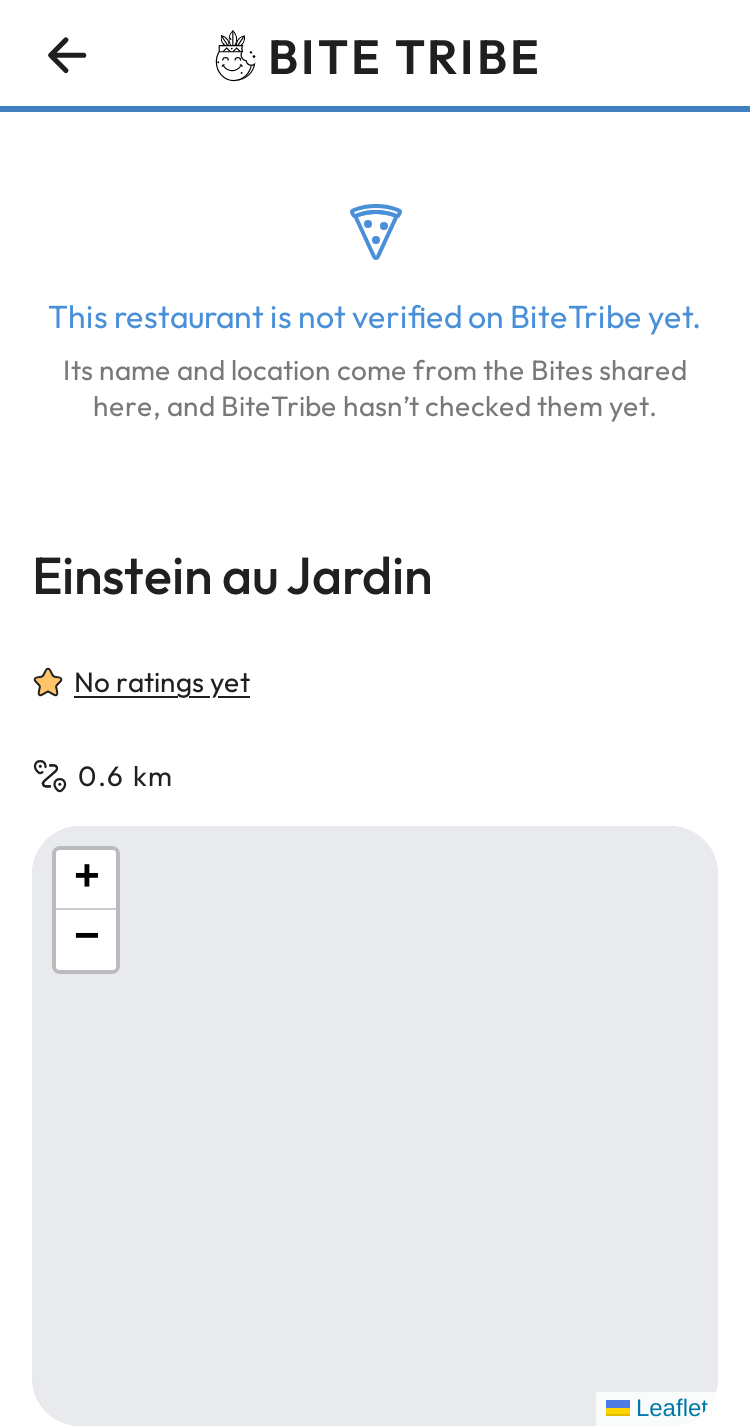 BITE TRIBE
This restaurant is not verified on BiteTribe yet.
Its name and location come from the Bites shared
here, and BiteTribe hasn’t checked them yet.
Einstein au Jardin
No ratings yet
0.6 km
+
−
Leaflet